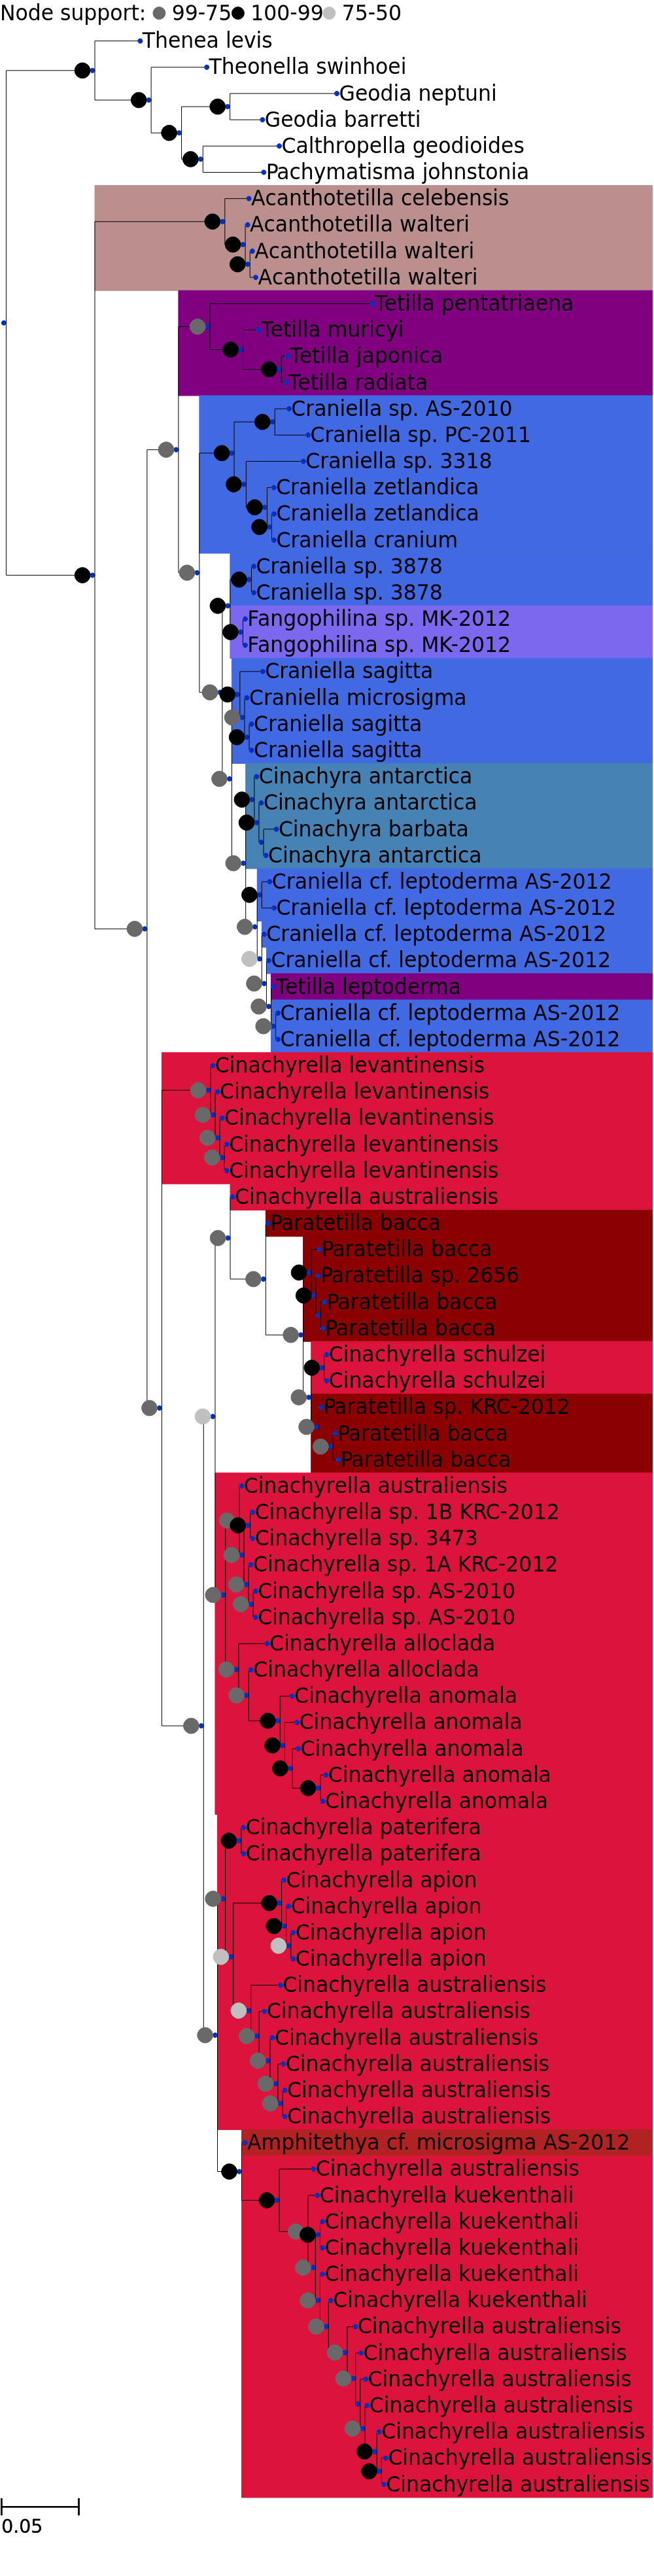 Node support: 99-75 100-99 75-50
Thenea levis
Theonella swinhoei
Geodia neptuni
Geodia barretti
Calthropella geodioides
Pachymatisma johnstonia
Acanthotetilla celebensis
Acanthotetilla walteri
Acanthotetilla walteri
Acanthotetilla walteri
Tetilla pentatriaena
Tetilla muricyi
Tetilla japonica
Tetilla radiata
Craniella sp. AS-2010
Craniella sp. PC-2011
Craniella sp. 3318
Craniella zetlandica
Craniella zetlandica
Craniella cranium
Craniella sp. 3878
Craniella sp. 3878
Fangophilina sp. MK-2012
Fangophilina sp. MK-2012
Craniella sagitta
Craniella microsigma
Craniella sagitta
Craniella sagitta
Cinachyra antarctica
Cinachyra antarctica
Cinachyra barbata
Cinachyra antarctica
Craniella cf. leptoderma AS-2012
Craniella cf. leptoderma AS-2012
Craniella cf. leptoderma AS-2012
Craniella cf. leptoderma AS-2012
Tetilla leptoderma
Craniella cf. leptoderma AS-2012
Craniella cf. leptoderma AS-2012
Cinachyrella levantinensis
Cinachyrella levantinensis
Cinachyrella levantinensis
Cinachyrella levantinensis
Cinachyrella levantinensis
Cinachyrella australiensis
Paratetilla bacca
Paratetilla bacca
Paratetilla sp. 2656
Paratetilla bacca
Paratetilla bacca
Cinachyrella schulzei
Cinachyrella schulzei
Paratetilla sp. KRC-2012
Paratetilla bacca
Paratetilla bacca
Cinachyrella australiensis
Cinachyrella sp. 1B KRC-2012
Cinachyrella sp. 3473
Cinachyrella sp. 1A KRC-2012
Cinachyrella sp. AS-2010
Cinachyrella sp. AS-2010
Cinachyrella alloclada
Cinachyrella alloclada
Cinachyrella anomala
Cinachyrella anomala
Cinachyrella anomala
Cinachyrella anomala
Cinachyrella anomala
Cinachyrella paterifera
Cinachyrella paterifera
Cinachyrella apion
Cinachyrella apion
Cinachyrella apion
Cinachyrella apion
Cinachyrella australiensis
Cinachyrella australiensis
Cinachyrella australiensis
Cinachyrella australiensis
Cinachyrella australiensis
Cinachyrella australiensis
Amphitethya cf. microsigma AS-2012
Cinachyrella australiensis
Cinachyrella kuekenthali
Cinachyrella kuekenthali
Cinachyrella kuekenthali
Cinachyrella kuekenthali
Cinachyrella kuekenthali
Cinachyrella australiensis
Cinachyrella australiensis
Cinachyrella australiensis
Cinachyrella australiensis
Cinachyrella australiensis
Cinachyrella australiensis
Cinachyrella australiensis
0.05